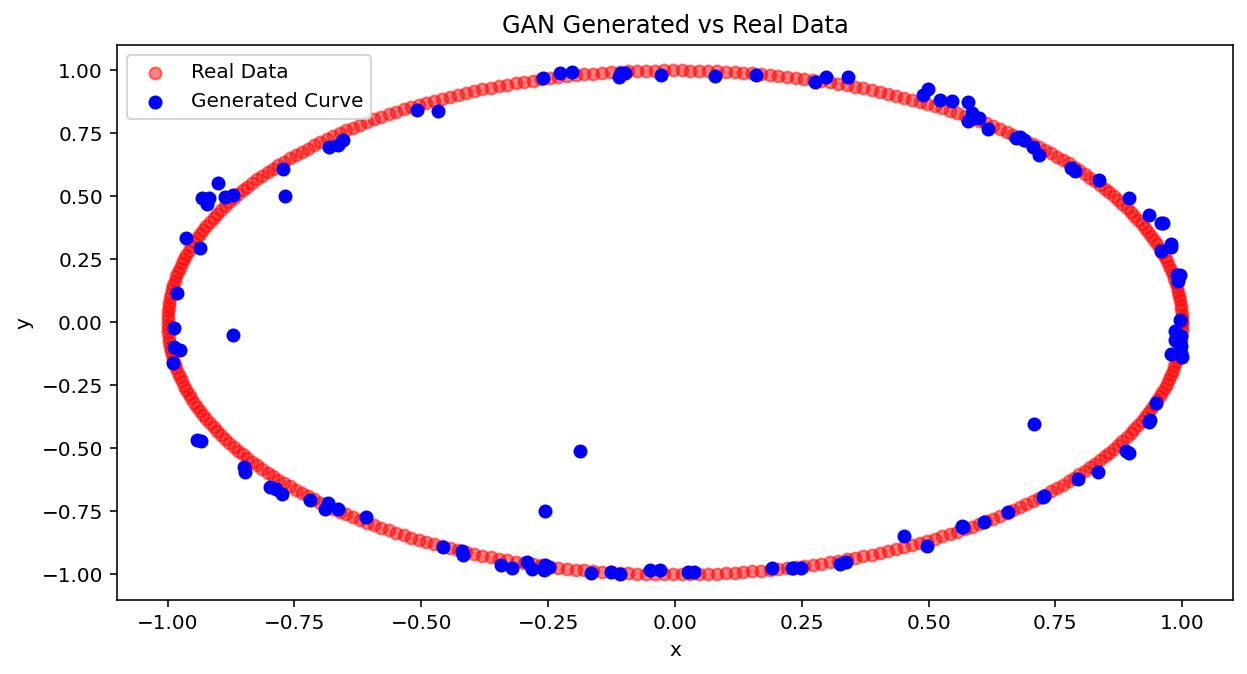 GAN Generated vs Real Data
Real Data
Generated Curve
1.00
0.75
0.50
0.25
0.00
−0.25
−0.50
−0.75
−1.00
y
−1.00 −0.75 −0.50 −0.25 0.00 0.25 0.50 0.75 1.00
x